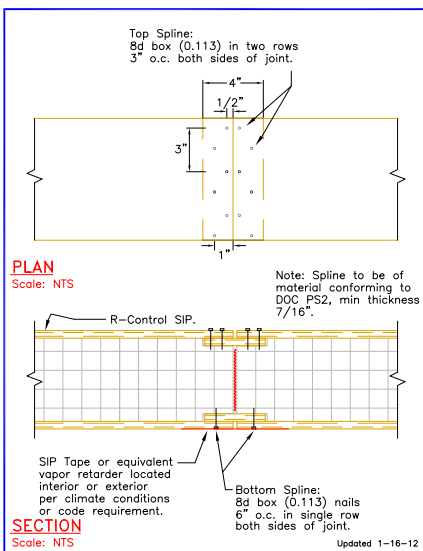 Top Spline:
8d box (0.113) in two rows
3" o.c. both sides of joint.
4"
1/2"
3"
1"
PLAN
Scale: NTS
Note: Spline to be of
material conforming to
DOC PS2, min thickness
7/16".
R-Control SIP.
SIP Tape or equivalent
vapor retarder located
interior or exterior
per climate conditions
or code requirement.
Bottom Spline:
8d box (0.113) nails
6" o.c. in single row
both sides of joint.
SECTION
Scale: NTS
Updated 1-16-12